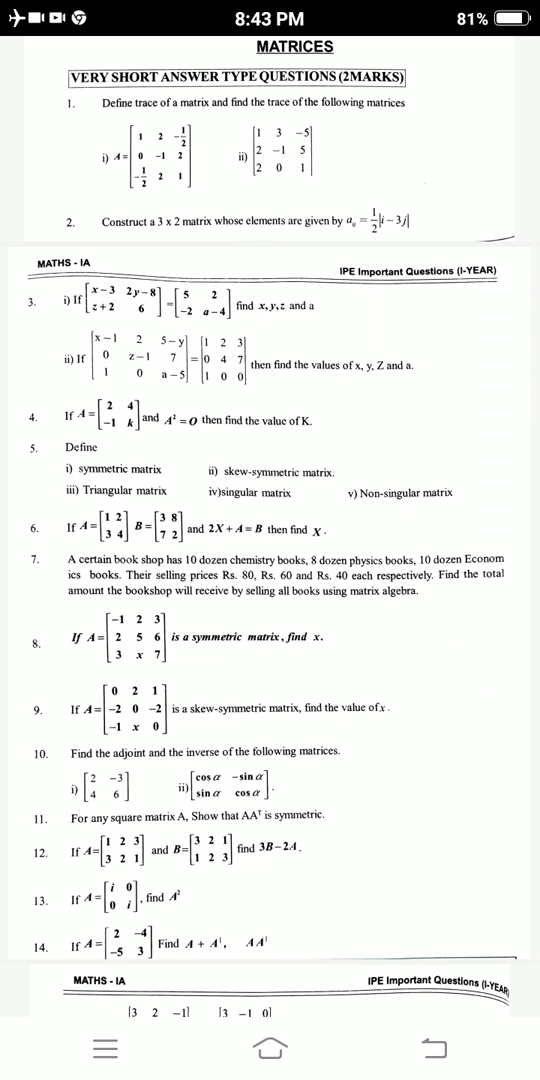 8:43 PM 81%
MATRICES
VERY SHORT ANSWER TYPE QUESTIONS (2MARKS)
1. Define trace of a matrix and find the trace of the following matrices
i) A = [1 2 -1/2; 0 -1 2; -1/2 2 1] ii) [1 3 -5; 2 -1 5; 2 0 1]
2. Construct a 3 x 2 matrix whose elements are given by a_ij = 1/2|i - 3j|
MATHS - IA IPE Important Questions (I-YEAR)
3. i) If [x-3 2y-8; z+2 6] = [5 2; -2 a-4] find x,y,z and a
ii) If [x-1 2 5-y; 0 z-1 7; 1 0 a-5] = [1 2 3; 0 4 7; 1 0 0] then find the values of x, y, Z and a.
4. If A = [2 4; -1 k] and A² = O then find the value of K.
5. Define
i) symmetric matrix ii) skew-symmetric matrix.
iii) Triangular matrix iv)singular matrix v) Non-singular matrix
6. If A = [1 2; 3 4] B = [3 8; 7 2] and 2X + A = B then find X.
7. A certain book shop has 10 dozen chemistry books, 8 dozen physics books, 10 dozen Econom
ics books. Their selling prices Rs. 80, Rs. 60 and Rs. 40 each respectively. Find the total
amount the bookshop will receive by selling all books using matrix algebra.
8. If A = [-1 2 3; 2 5 6; 3 x 7] is a symmetric matrix, find x.
9. If A = [0 2 1; -2 0 -2; -1 x 0] is a skew-symmetric matrix, find the value of x.
10. Find the adjoint and the inverse of the following matrices.
i) [2 -3; 4 6] ii) [cos α -sin α; sin α cos α].
11. For any square matrix A, Show that AAᵀ is symmetric.
12. If A=[1 2 3; 3 2 1] and B=[3 2 1; 1 2 3] find 3B-2A.
13. If A = [i 0; 0 i], find A²
14. If A = [2 -4; -5 3] Find A + A', AA'
MATHS - IA IPE Important Questions (I-YEAR)
[3 2 -1] [3 -1 0]